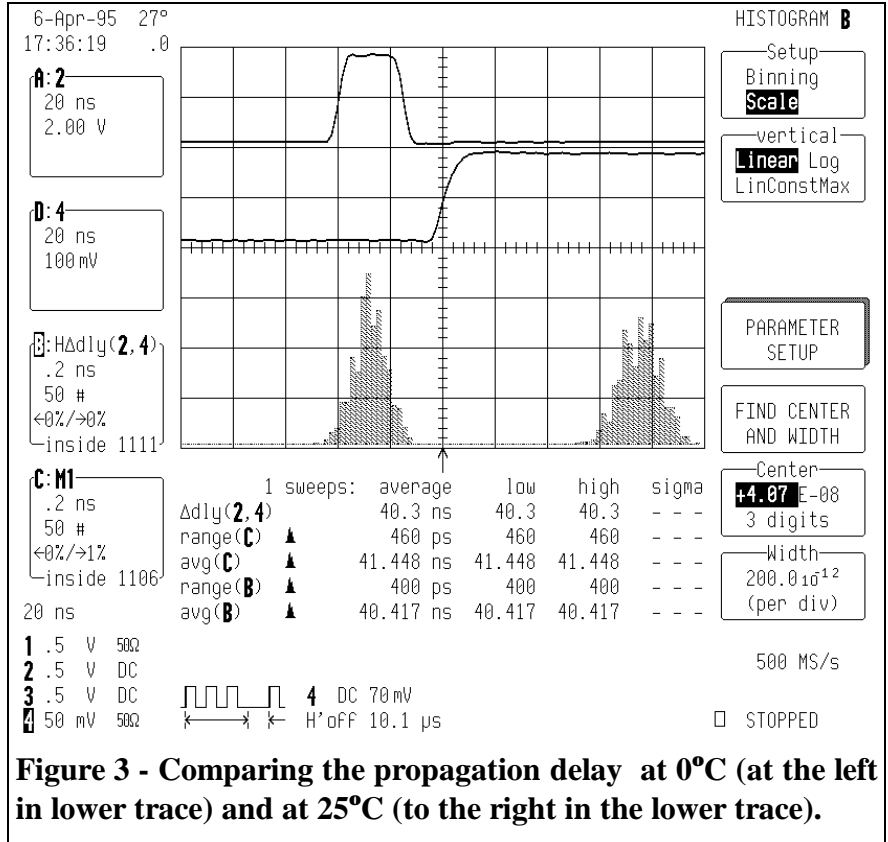 6-Apr-95 27°
17:36:19 .0
A:2
20 ns
2.00 V
D:4
20 ns
100 mV
B:HΔdly(2,4)
.2 ns
50 #
←0%/→0%
inside 1111
C:M1
.2 ns
50 #
←0%/→1%
inside 1106
20 ns
1 .5 V 50Ω
2 .5 V DC
3 .5 V DC
4 50 mV 50Ω
1 sweeps: average low high sigma
Δdly(2,4) 40.3 ns 40.3 40.3 - - -
range(C) 460 ps 460 460 - - -
avg(C) 41.448 ns 41.448 41.448 - - -
range(B) 400 ps 400 400 - - -
avg(B) 40.417 ns 40.417 40.417 - - -
4 DC 70 mV
H'off 10.1 µs
HISTOGRAM B
Setup
Binning
Scale
vertical
Linear Log
LinConstMax
PARAMETER
SETUP
FIND CENTER
AND WIDTH
Center
+4.07 E-08
3 digits
Width
200.0 10⁻¹²
(per div)
500 MS/s
STOPPED
Figure 3 - Comparing the propagation delay at 0°C (at the left
in lower trace) and at 25°C (to the right in the lower trace).